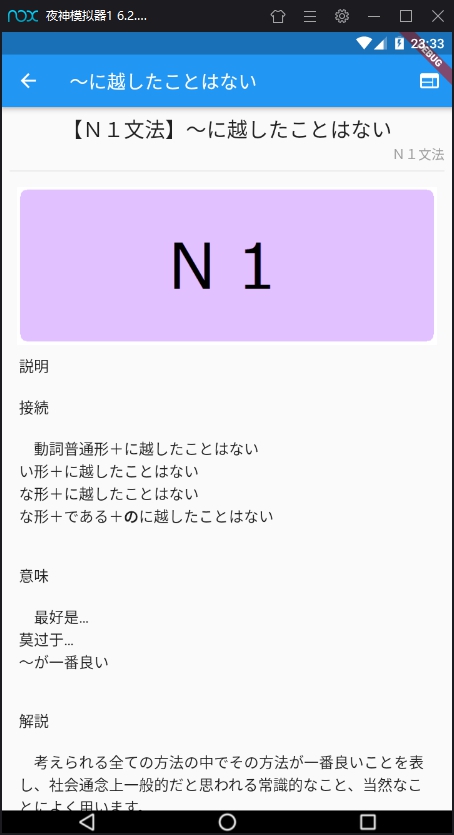 nox 夜神模拟器1 6.2....
23:33
DEBUG
～に越したことはない
【Ｎ１文法】～に越したことはない
Ｎ１文法
Ｎ１
説明
接続
動詞普通形＋に越したことはない
い形＋に越したことはない
な形＋に越したことはない
な形＋である＋のに越したことはない
意味
最好是...
莫过于...
～が一番良い
解説
考えられる全ての方法の中でその方法が一番良いことを表
し、社会通念上一般的だと思われる常識的なこと、当然なこ
とによく用います。